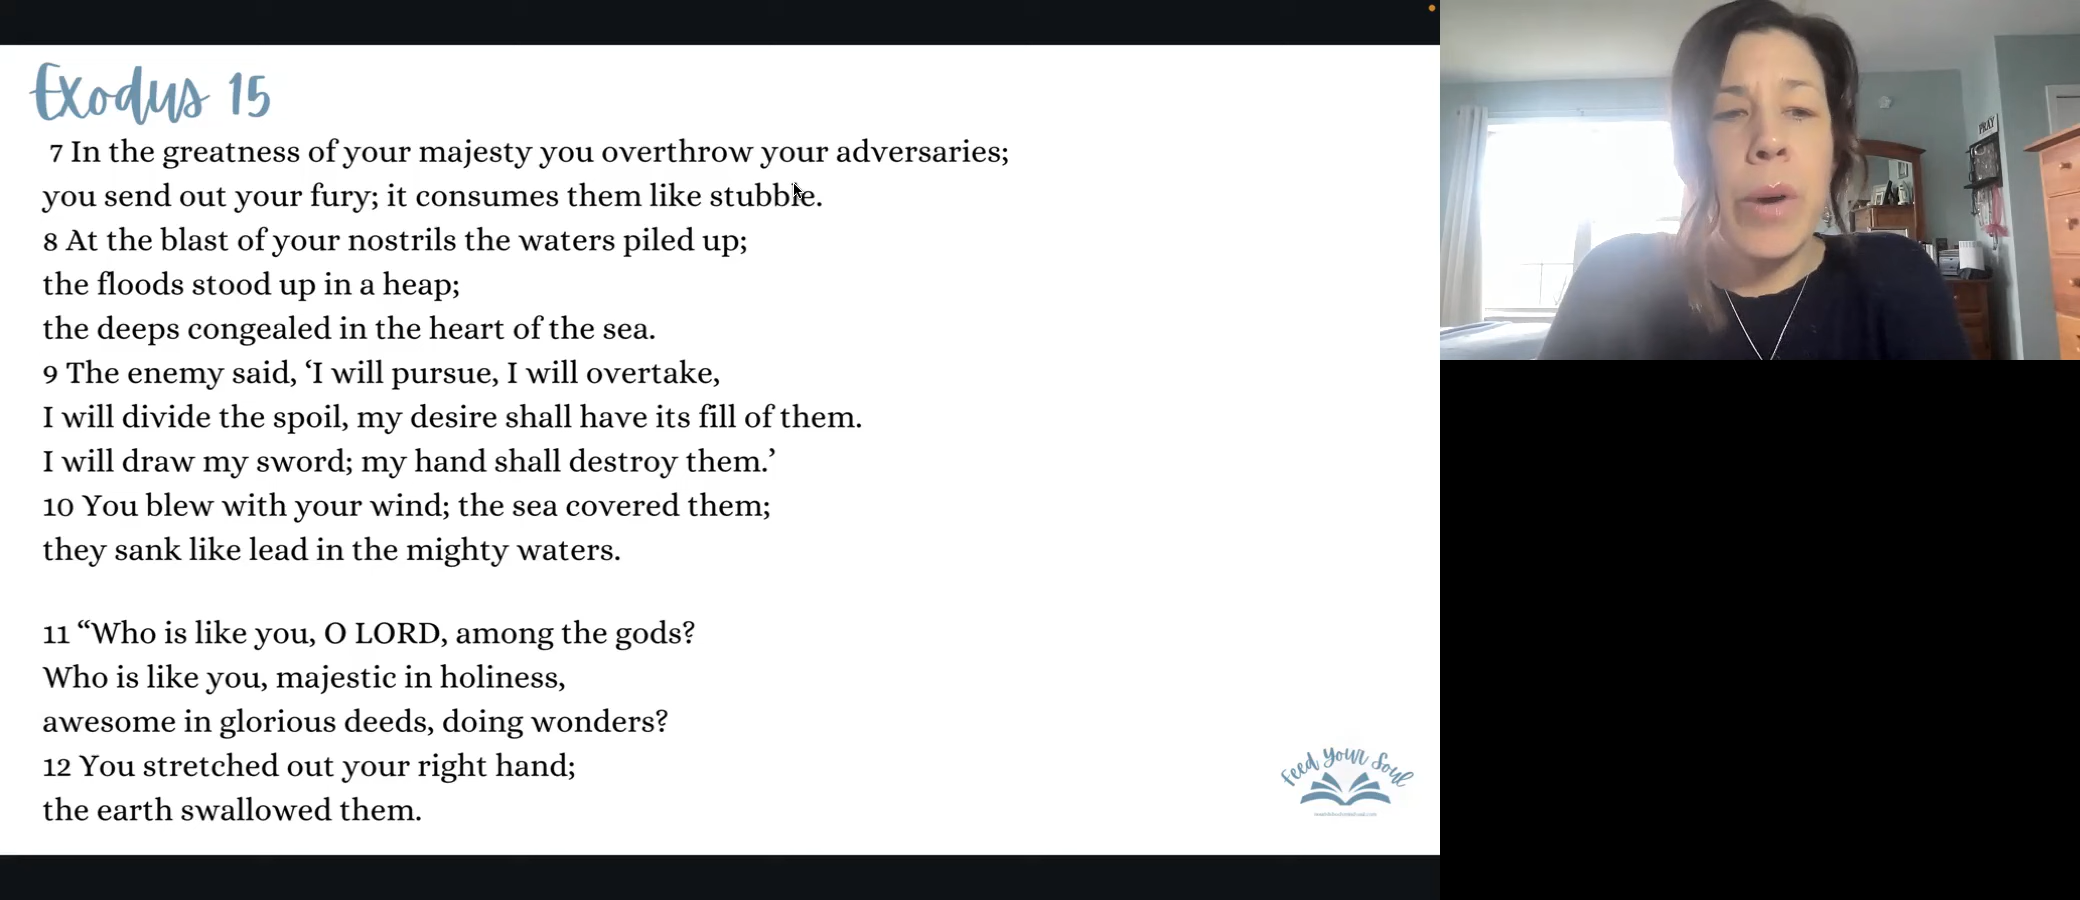 Exodus 15
7 In the greatness of your majesty you overthrow your adversaries;
you send out your fury; it consumes them like stubble.
8 At the blast of your nostrils the waters piled up;
the floods stood up in a heap;
the deeps congealed in the heart of the sea.
9 The enemy said, ‘I will pursue, I will overtake,
I will divide the spoil, my desire shall have its fill of them.
I will draw my sword; my hand shall destroy them.’
10 You blew with your wind; the sea covered them;
they sank like lead in the mighty waters.
11 “Who is like you, O LORD, among the gods?
Who is like you, majestic in holiness,
awesome in glorious deeds, doing wonders?
12 You stretched out your right hand;
the earth swallowed them.
Feed Your Soul
PRAY